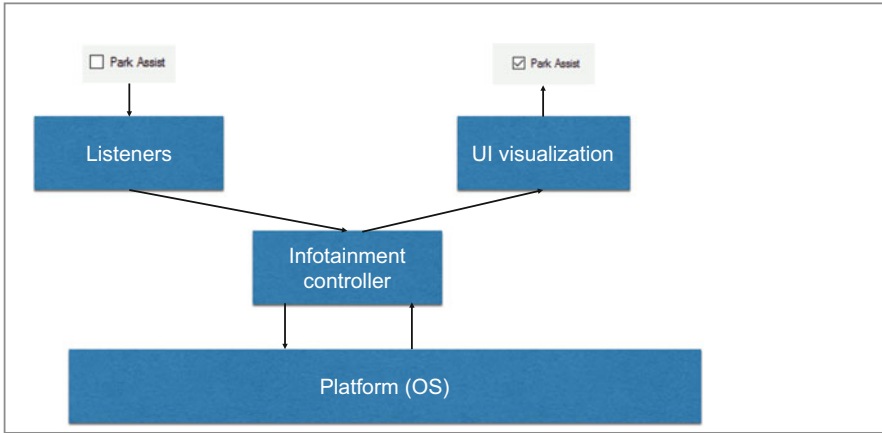 Park Assist
Park Assist
Listeners
UI visualization
Infotainment
controller
Platform (OS)